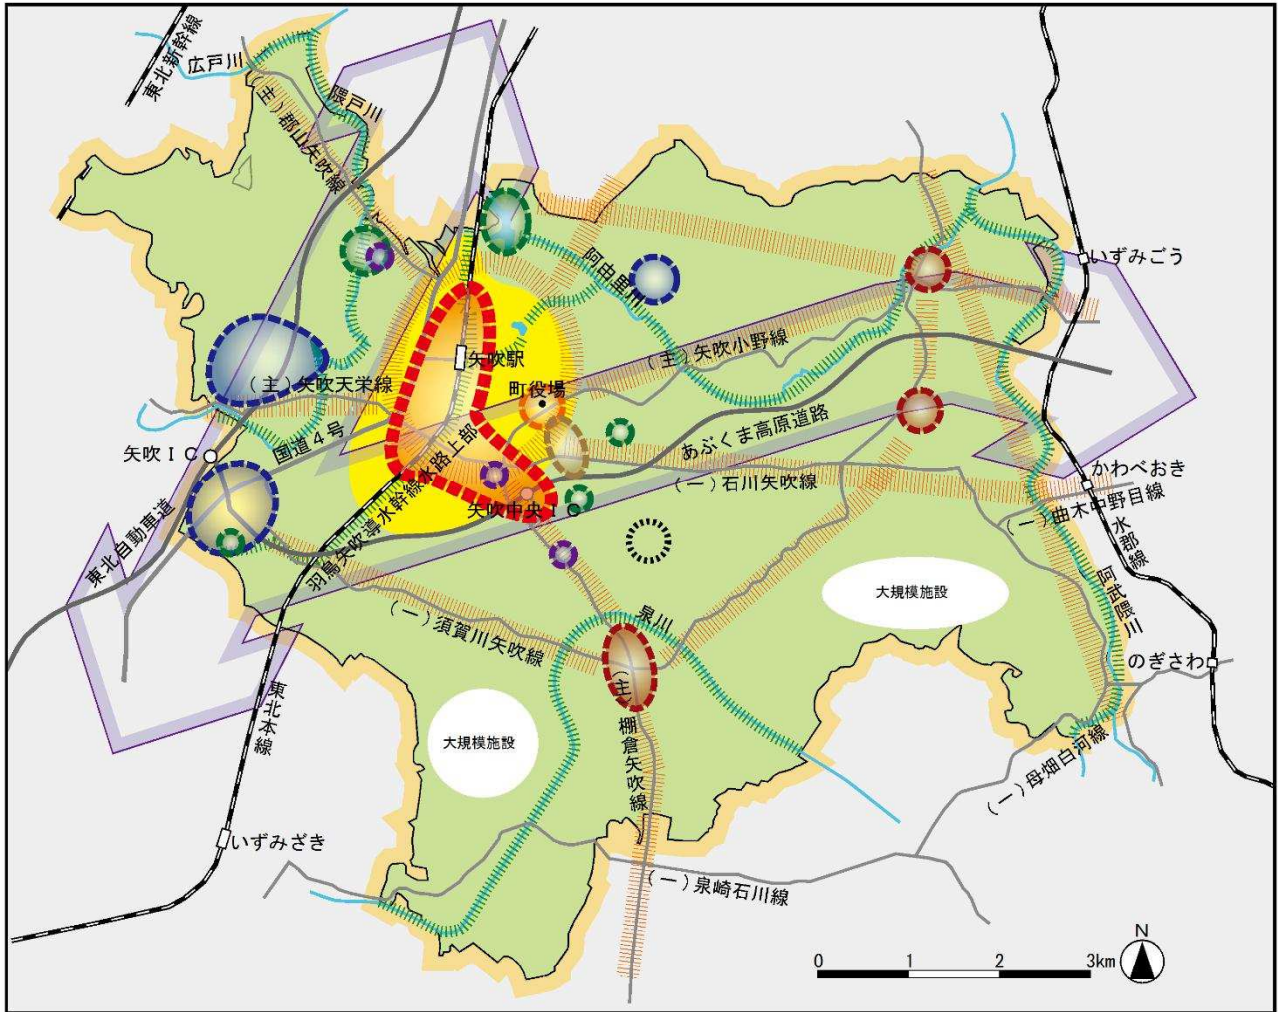 東北新幹線
広戸川
隈戸川
(主)郡山矢吹線
阿由里川
いずみごう
矢吹駅
(主)矢吹小野線
(主)矢吹天栄線
町役場
国道4号
あぶくま高原道路
矢吹IC
(一)石川矢吹線
かわべおき
矢吹中央IC
(一)曲木中野目線
羽鳥矢吹導水幹線水路上部
東北自動車道
水郡線
大規模施設
阿武隈川
(一)須賀川矢吹線
泉川
のぎさわ
東北本線
(主)棚倉矢吹線
大規模施設
(一)母畑白河線
いずみざき
(一)泉崎石川線
N
0 1 2 3km